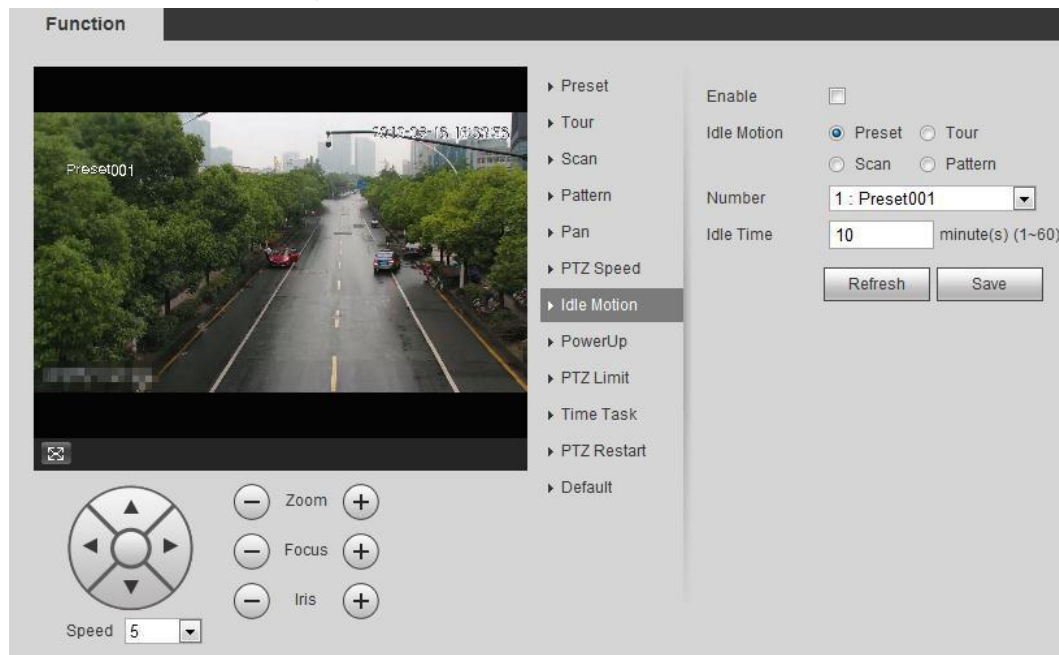 Function
Preset001
Preset
Tour
Scan
Pattern
Pan
PTZ Speed
Idle Motion
PowerUp
PTZ Limit
Time Task
PTZ Restart
Default
Enable
Idle Motion
Preset Tour
Scan Pattern
Number 1 : Preset001
Idle Time 10 minute(s) (1~60)
Refresh Save
Zoom
Focus
Iris
Speed 5